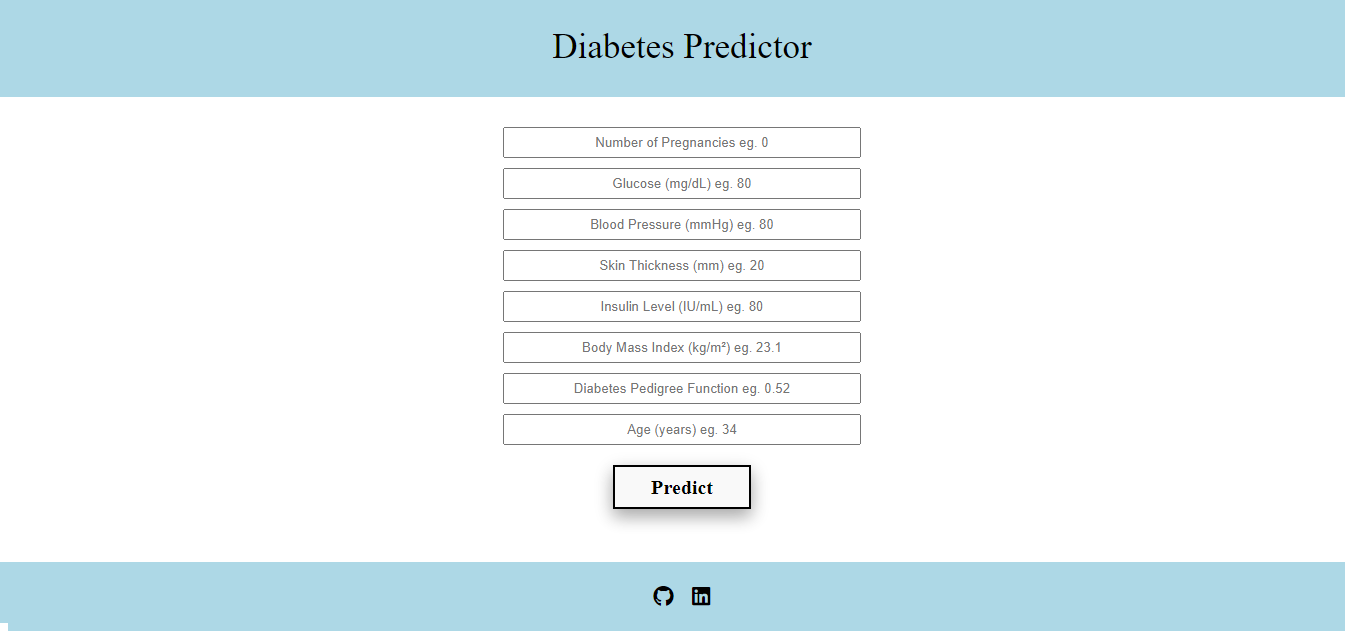 Diabetes Predictor
Number of Pregnancies eg. 0
Glucose (mg/dL) eg. 80
Blood Pressure (mmHg) eg. 80
Skin Thickness (mm) eg. 20
Insulin Level (IU/mL) eg. 80
Body Mass Index (kg/m²) eg. 23.1
Diabetes Pedigree Function eg. 0.52
Age (years) eg. 34
Predict
in